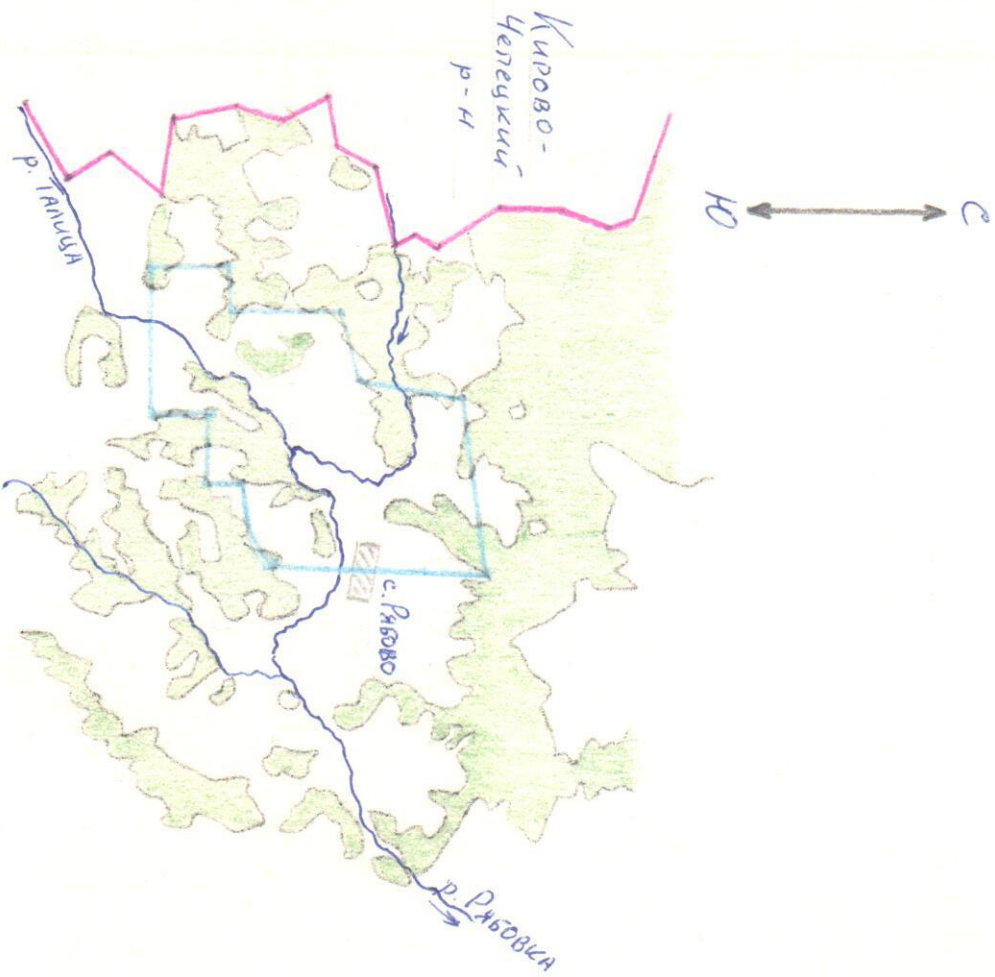 Кирово-
Чепецкий
р-н
С
Ю
р. Талица
с. Рябово
р. Рябовка